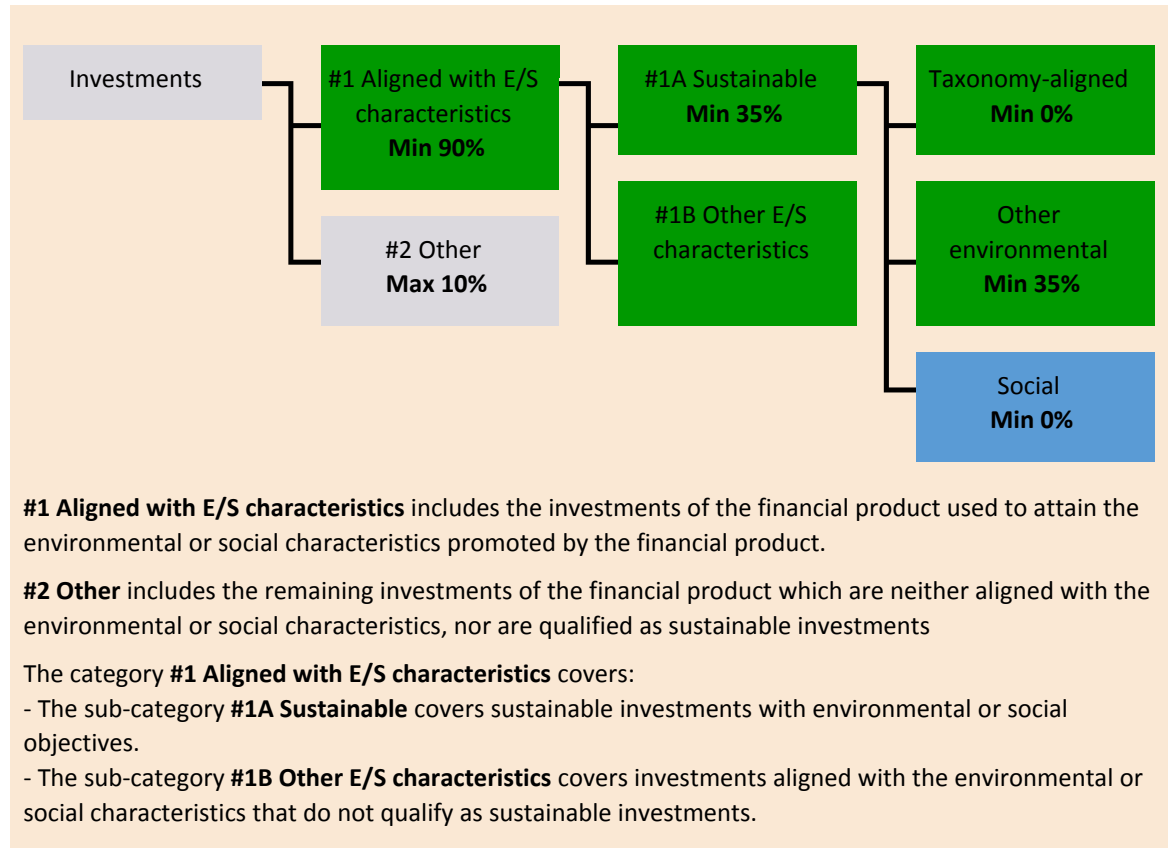 Investments
#1 Aligned with E/S
characteristics
Min 90%
#2 Other
Max 10%
#1A Sustainable
Min 35%
#1B Other E/S
characteristics
Taxonomy-aligned
Min 0%
Other
environmental
Min 35%
Social
Min 0%
#1 Aligned with E/S characteristics includes the investments of the financial product used to attain the
environmental or social characteristics promoted by the financial product.
#2 Other includes the remaining investments of the financial product which are neither aligned with the
environmental or social characteristics, nor are qualified as sustainable investments
The category #1 Aligned with E/S characteristics covers:
- The sub-category #1A Sustainable covers sustainable investments with environmental or social
objectives.
- The sub-category #1B Other E/S characteristics covers investments aligned with the environmental or
social characteristics that do not qualify as sustainable investments.